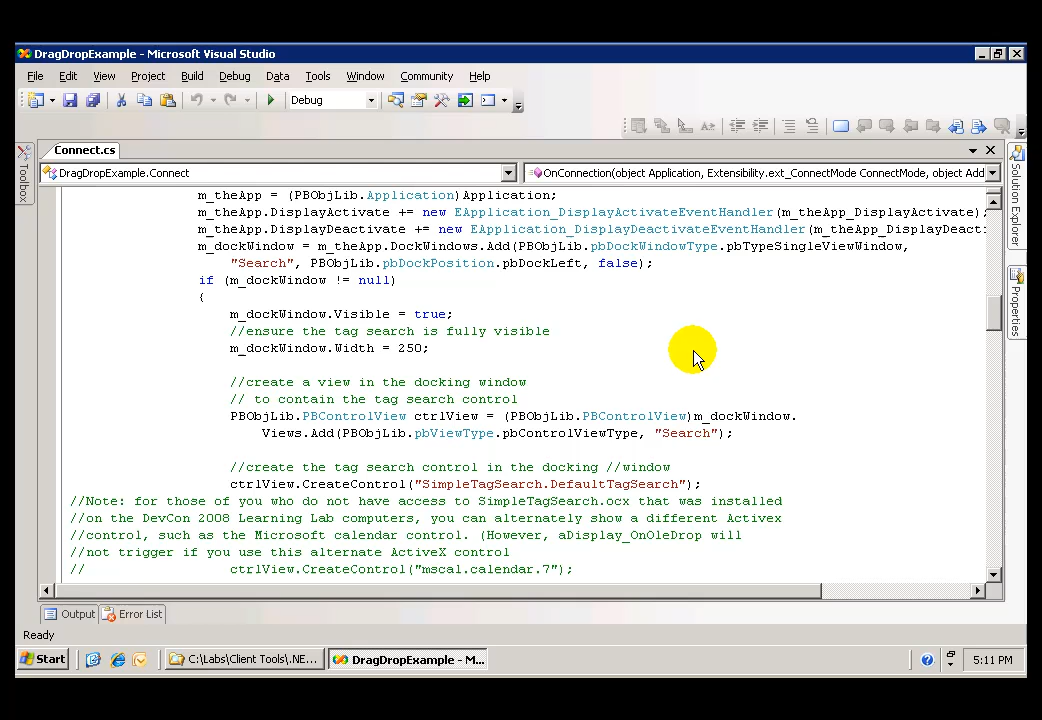 DragDropExample - Microsoft Visual Studio
File Edit View Project Build Debug Data Tools Window Community Help
Debug
Connect.cs
DragDropExample.Connect
OnConnection(object Application, Extensibility.ext_ConnectMode ConnectMode, object Add
Toolbox
Solution Explorer
Properties
m_theApp = (PBObjLib.Application)Application;
m_theApp.DisplayActivate += new EApplication_DisplayActivateEventHandler(m_theApp_DisplayActivate);
m_theApp.DisplayDeactivate += new EApplication_DisplayDeactivateEventHandler(m_theApp_DisplayDeacti
m_dockWindow = m_theApp.DockWindows.Add(PBObjLib.pbDockWindowType.pbTypeSingleViewWindow,
"Search", PBObjLib.pbDockPosition.pbDockLeft, false);
if (m_dockWindow != null)
{
m_dockWindow.Visible = true;
//ensure the tag search is fully visible
m_dockWindow.Width = 250;
//create a view in the docking window
// to contain the tag search control
PBObjLib.PBControlView ctrlView = (PBObjLib.PBControlView)m_dockWindow.
Views.Add(PBObjLib.pbViewType.pbControlViewType, "Search");
//create the tag search control in the docking //window
ctrlView.CreateControl("SimpleTagSearch.DefaultTagSearch");
//Note: for those of you who do not have access to SimpleTagSearch.ocx that was installed
//on the DevCon 2008 Learning Lab computers, you can alternately show a different Activex
//control, such as the Microsoft calendar control. (However, aDisplay_OnOleDrop will
//not trigger if you use this alternate ActiveX control
// ctrlView.CreateControl("mscal.calendar.7");
Output Error List
Ready
Start C:\Labs\Client Tools\.NE... DragDropExample - M... 5:11 PM